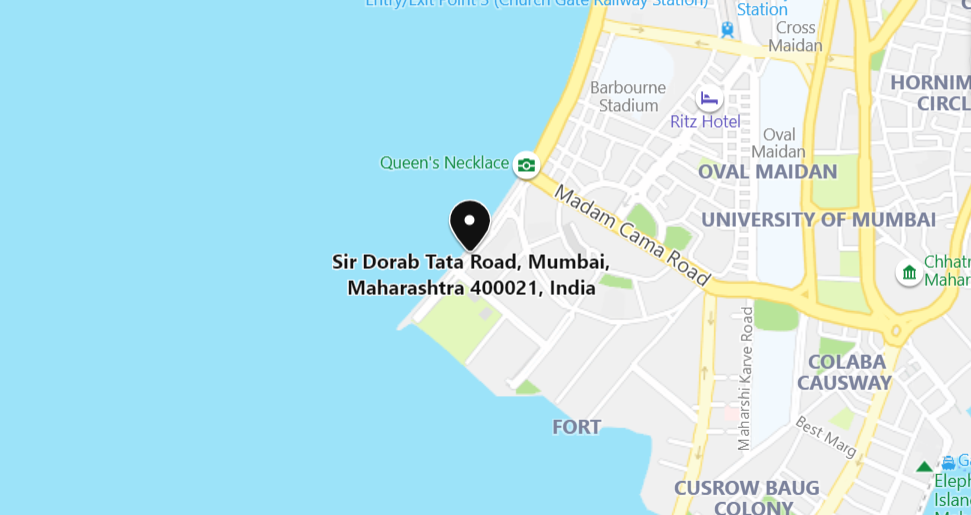 Entry/Exit Point 3 (Church Gate Railway Station)
Station
Cross
Maidan
HORNIM
CIRCL
Barbourne
Stadium
Ritz Hotel
Oval
Maidan
Queen's Necklace
OVAL MAIDAN
Madam Cama Road
UNIVERSITY OF MUMBAI
Sir Dorab Tata Road, Mumbai,
Maharashtra 400021, India
Chhatr
Mahar
Maharshi Karve Road
COLABA
CAUSWAY
Best Marg
FORT
CUSROW BAUG
COLONY
G
Eleph
Islan